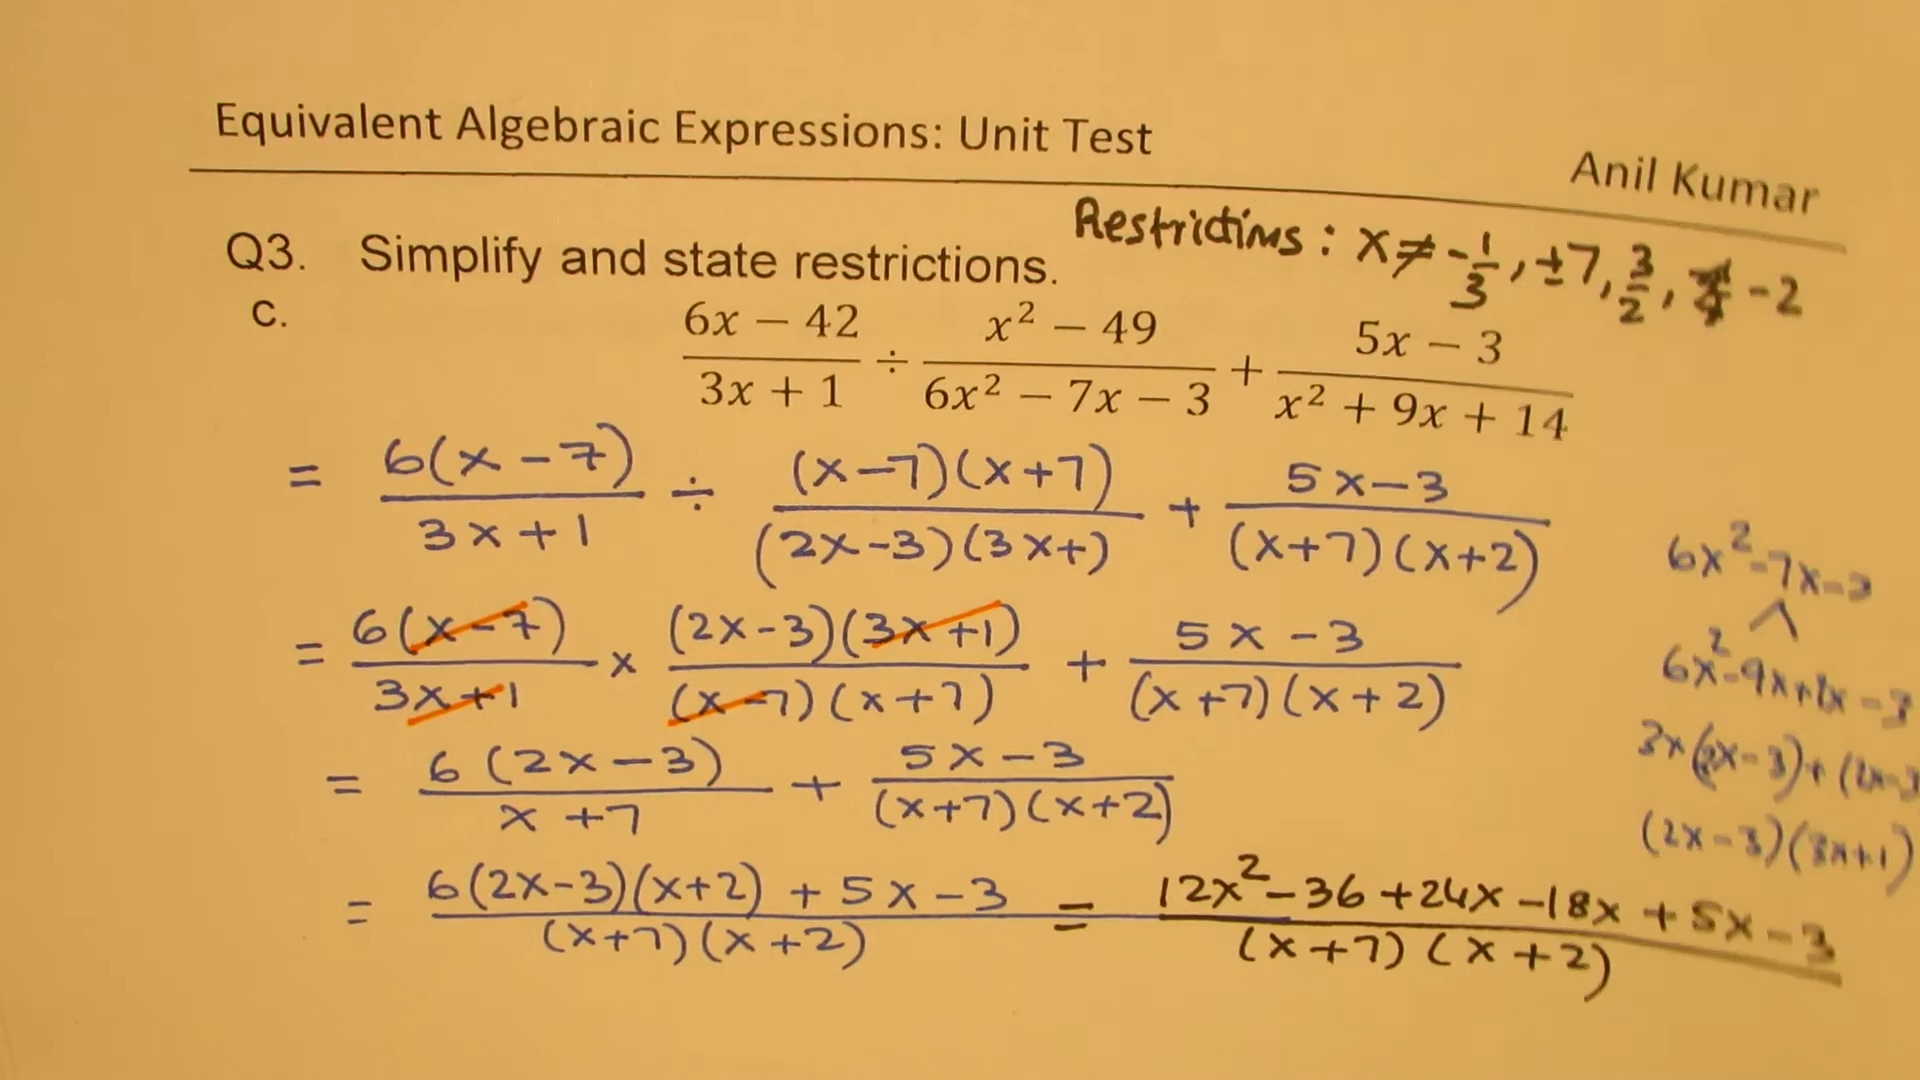 Equivalent Algebraic Expressions: Unit Test
Anil Kumar
Restrictions : x ≠ -1/3, ±7, 3/2, -2
Q3. Simplify and state restrictions.
c. (6x − 42)/(3x + 1) ÷ (x² − 49)/(6x² − 7x − 3) + (5x − 3)/(x² + 9x + 14)
= 6(x-7)/(3x+1) ÷ (x-7)(x+7)/((2x-3)(3x+)) + (5x-3)/((x+7)(x+2))
= 6(x-7)/(3x+1) x (2x-3)(3x+1)/((x-7)(x+7)) + (5x-3)/((x+7)(x+2))
= 6(2x-3)/(x+7) + (5x-3)/((x+7)(x+2))
= (6(2x-3)(x+2) + 5x-3)/((x+7)(x+2)) = (12x²-36+24x-18x+5x-3)/((x+7)(x+2))
6x²-7x-3
6x²-9x+2x-3
3x(2x-3)+(2x-3
(2x-3)(3x+1)